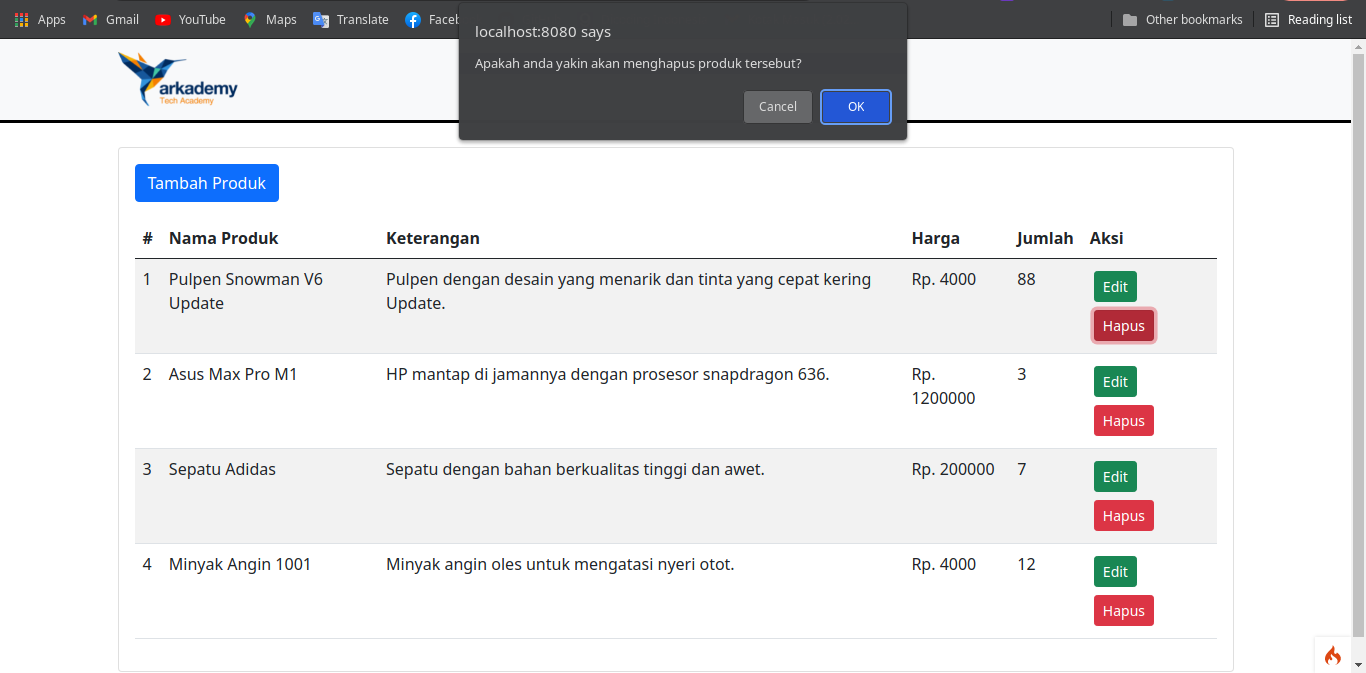 Apps Gmail YouTube Maps Translate Other bookmarks Reading list
localhost:8080 says
Apakah anda yakin akan menghapus produk tersebut?
Cancel OK
arkademy
Tech Academy
Tambah Produk
# Nama Produk Keterangan Harga Jumlah Aksi
1 Pulpen Snowman V6 Pulpen dengan desain yang menarik dan tinta yang cepat kering Rp. 4000 88 Edit
Update Update.
Hapus
2 Asus Max Pro M1 HP mantap di jamannya dengan prosesor snapdragon 636. Rp. 3 Edit
1200000
Hapus
3 Sepatu Adidas Sepatu dengan bahan berkualitas tinggi dan awet. Rp. 200000 7 Edit
Hapus
4 Minyak Angin 1001 Minyak angin oles untuk mengatasi nyeri otot. Rp. 4000 12 Edit
Hapus